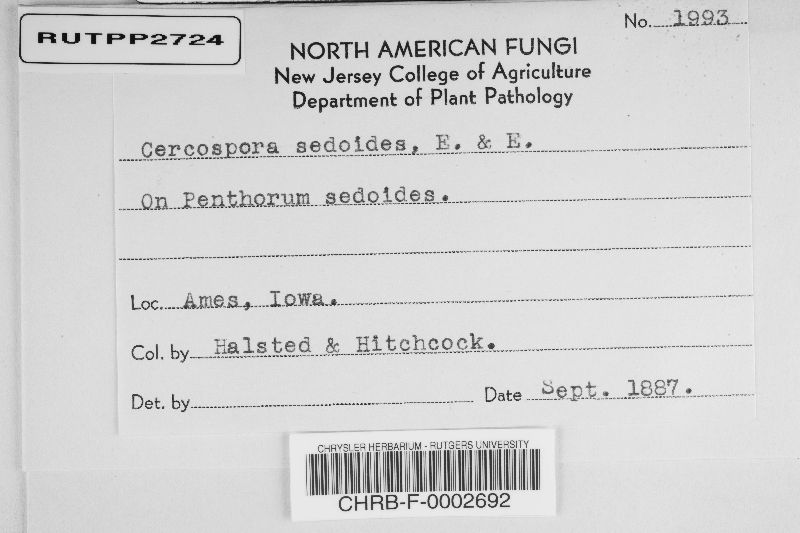 RUTPP2724
No. 1993
NORTH AMERICAN FUNGI
New Jersey College of Agriculture
Department of Plant Pathology
Cercospora sedoides, E. & E.
On Penthorum sedoides.
Loc. Ames, Iowa.
Col. by Halsted & Hitchcock.
Det. by
Date Sept. 1887.
CHRYSLER HERBARIUM - RUTGERS UNIVERSITY
CHRB-F-0002692